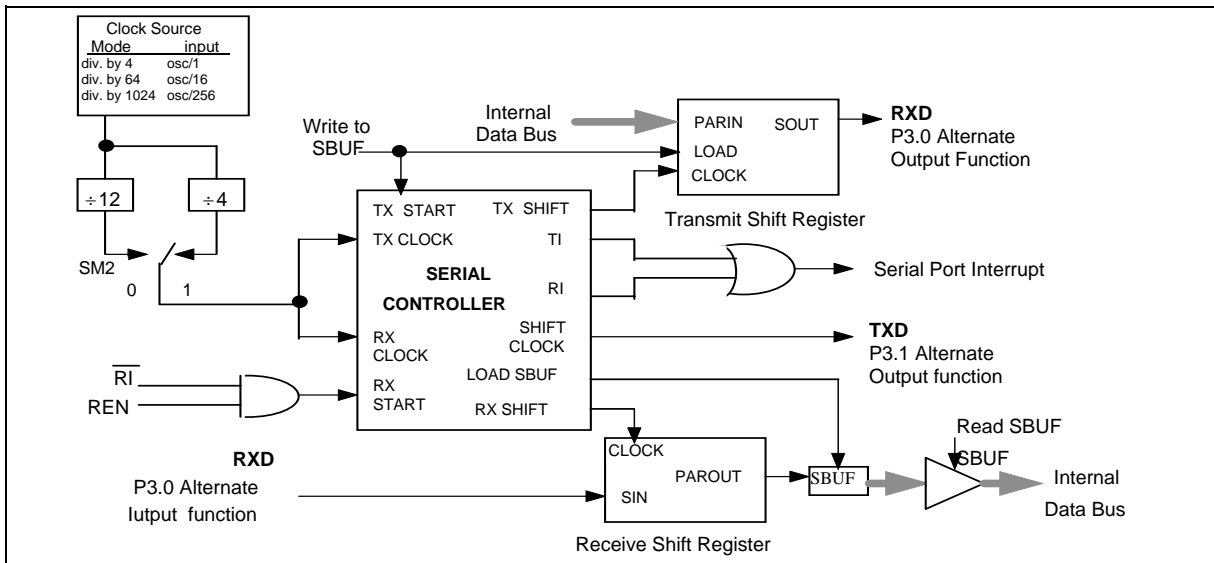 Clock Source
Mode input
div. by 4 osc/1
div. by 64 osc/16
div. by 1024 osc/256
÷12
÷4
SM2
0 1
Write to
SBUF
Internal
Data Bus
PARIN SOUT
LOAD
CLOCK
Transmit Shift Register
RXD
P3.0 Alternate
Output Function
TX START TX SHIFT
TX CLOCK TI
SERIAL
CONTROLLER
RI
RX
CLOCK
SHIFT
CLOCK
LOAD SBUF
RX
START
RX SHIFT
Serial Port Interrupt
TXD
P3.1 Alternate
Output function
R̅I̅
REN
RXD
P3.0 Alternate
Iutput function
CLOCK
PAROUT
SIN
Receive Shift Register
SBUF
Read SBUF
SBUF
Internal
Data Bus